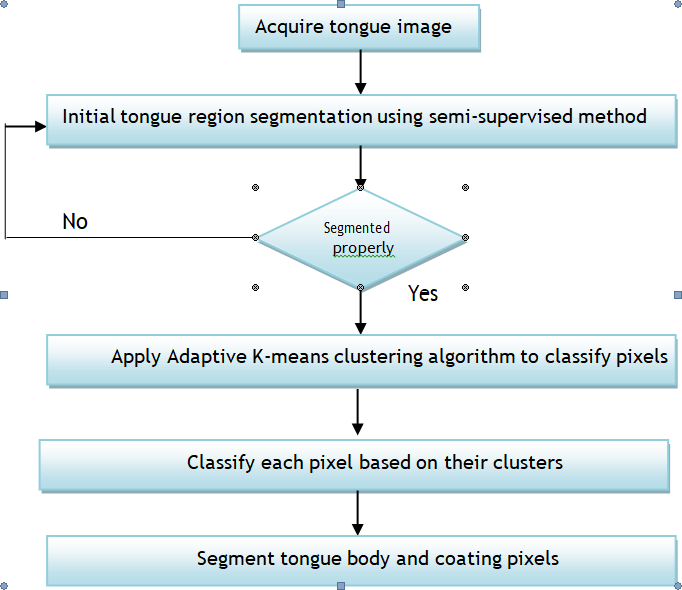 Acquire tongue image
Initial tongue region segmentation using semi-supervised method
Segmented
properly
No
Yes
Apply Adaptive K-means clustering algorithm to classify pixels
Classify each pixel based on their clusters
Segment tongue body and coating pixels